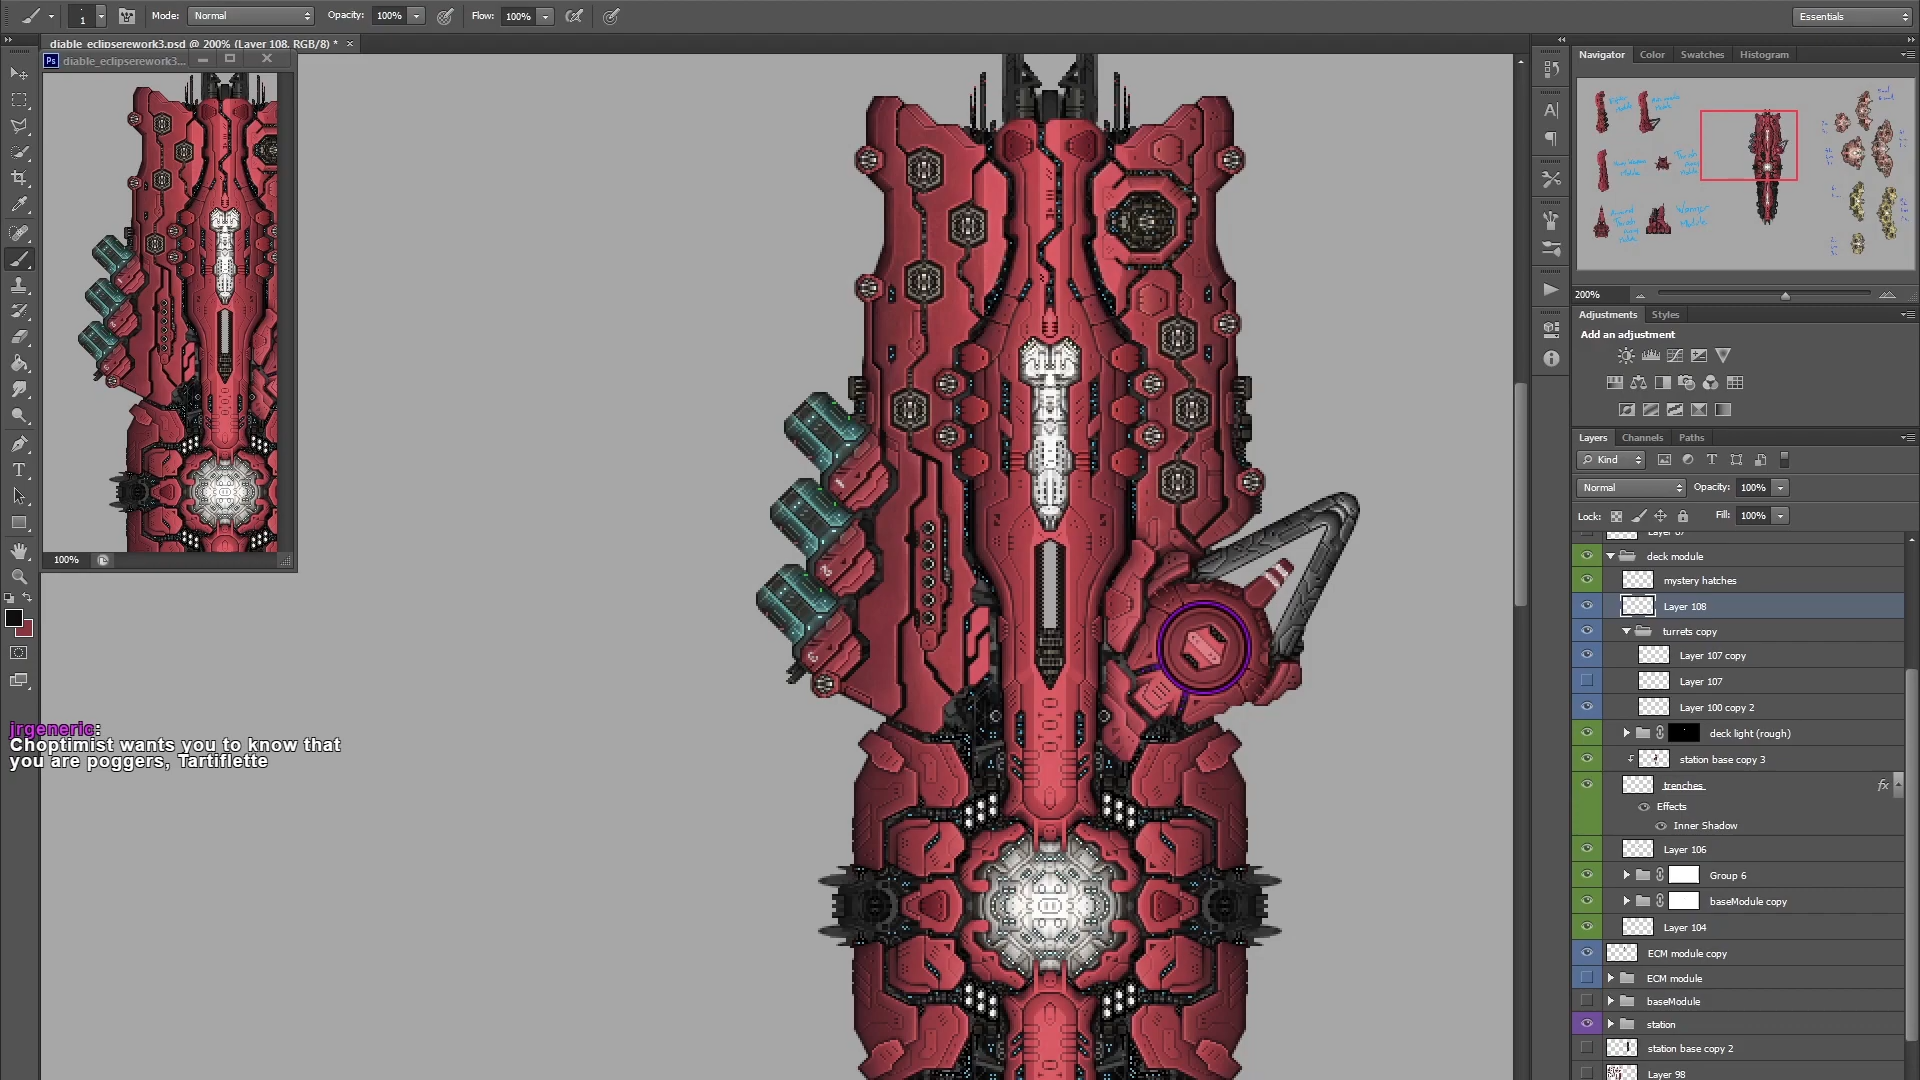 1
Mode:
Normal
Opacity:
100%
Flow:
100%
Essentials
diable_eclipserework3.psd @ 200% (Layer 108, RGB/8) *
diable_eclipserework3...
100%
jrgeneric:
Choptimist wants you to know that
you are poggers, Tartiflette
Navigator
Color
Swatches
Histogram
200%
Adjustments
Styles
Add an adjustment
Layers
Channels
Paths
Kind
Normal
Opacity:
100%
Lock:
Fill:
100%
deck module
mystery hatches
Layer 108
turrets copy
Layer 107 copy
Layer 107
Layer 100 copy 2
deck light (rough)
station base copy 3
trenches
fx
Effects
Inner Shadow
Layer 106
Group 6
baseModule copy
Layer 104
ECM module copy
ECM module
baseModule
station
station base copy 2
Layer 98